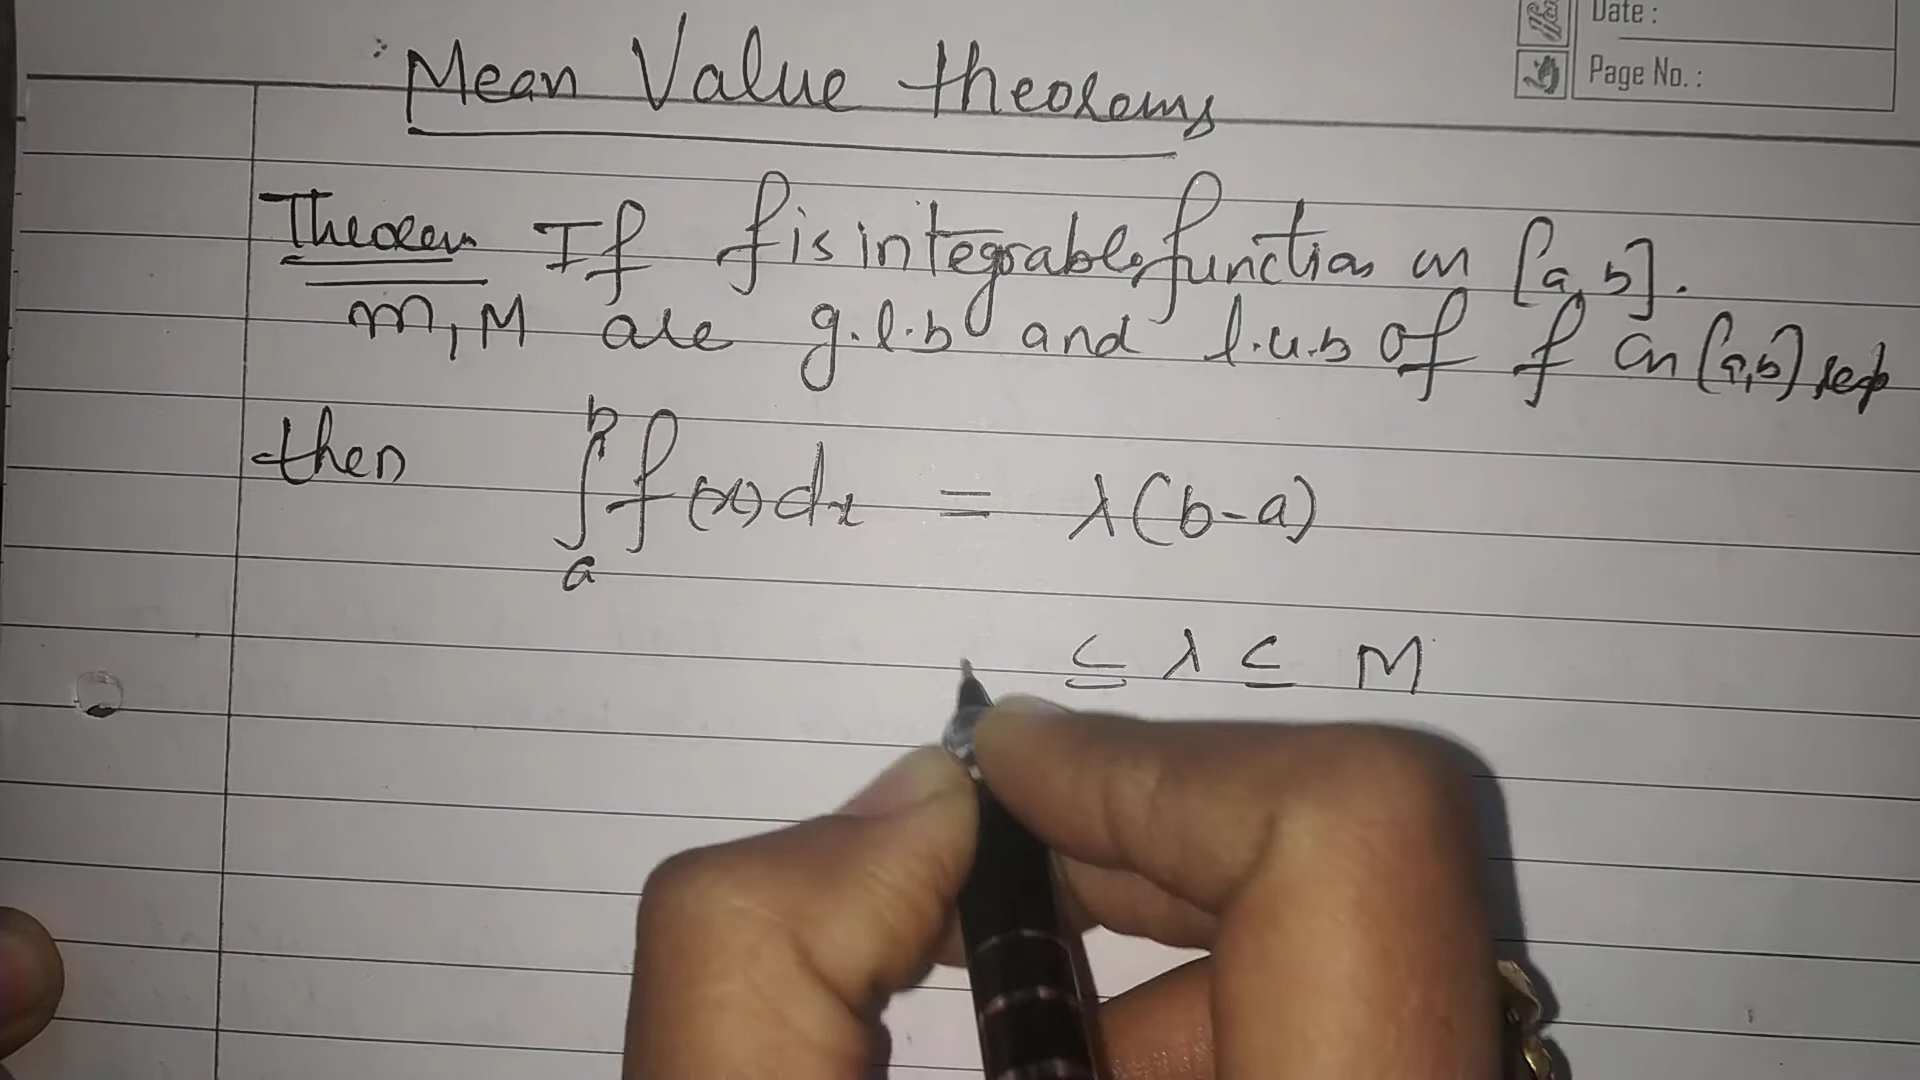 Date :
Page No. :
Mean Value theorems
Theorem If f is integrable function on [a, b].
m, M are g.l.b and l.u.b of f on [a,b] resp
then ∫ₐᵇ f(x) dx = λ(b-a)
≤ λ ≤ M